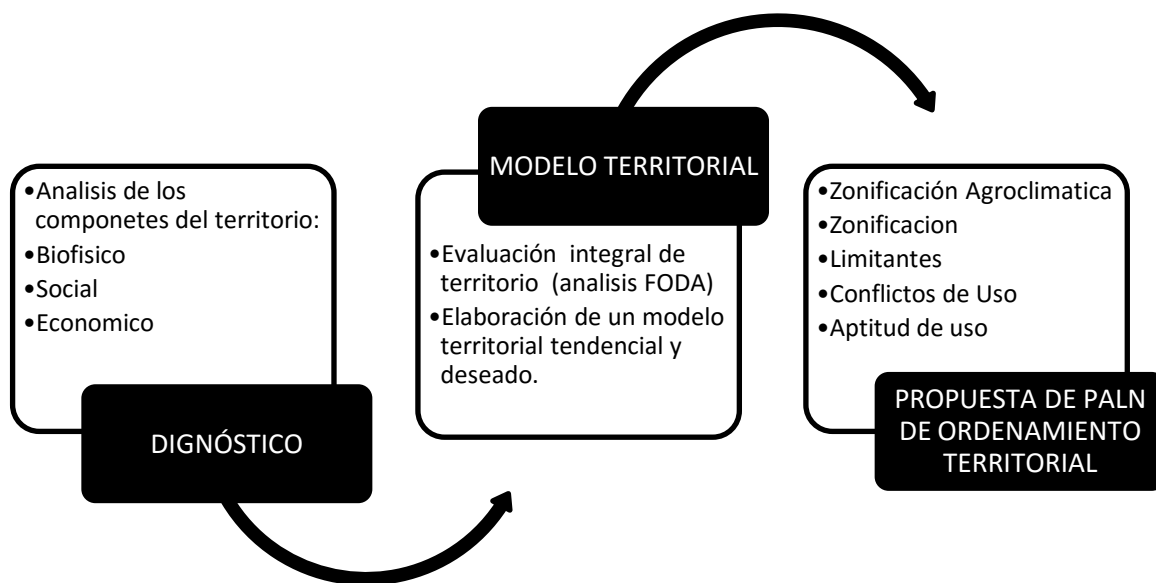 •Analisis de los
componetes del territorio:
•Biofisico
•Social
•Economico
DIGNÓSTICO
MODELO TERRITORIAL
•Evaluación integral de
territorio (analisis FODA)
•Elaboración de un modelo
territorial tendencial y
deseado.
•Zonificación Agroclimatica
•Zonificacion
•Limitantes
•Conflictos de Uso
•Aptitud de uso
PROPUESTA DE PALN
DE ORDENAMIENTO
TERRITORIAL